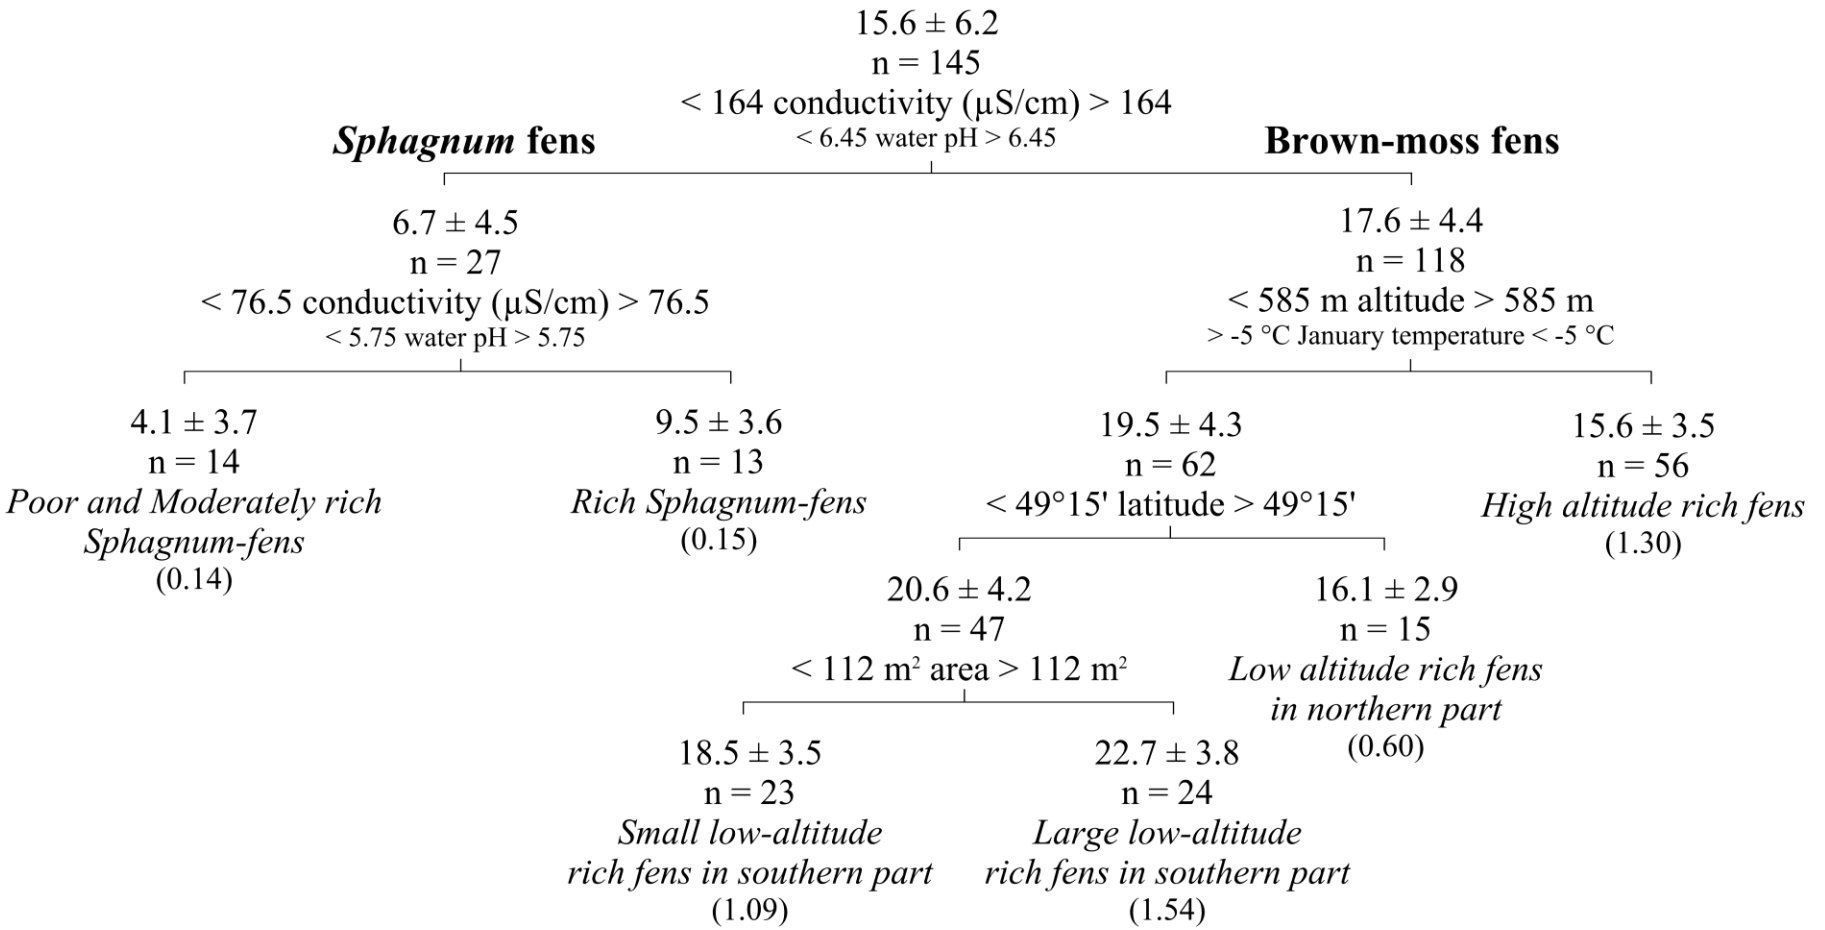 15.6 ± 6.2
n = 145
< 164 conductivity (µS/cm) > 164
< 6.45 water pH > 6.45
Sphagnum fens
Brown-moss fens
6.7 ± 4.5
n = 27
< 76.5 conductivity (µS/cm) > 76.5
< 5.75 water pH > 5.75
17.6 ± 4.4
n = 118
< 585 m altitude > 585 m
> -5 °C January temperature < -5 °C
4.1 ± 3.7
n = 14
Poor and Moderately rich
Sphagnum-fens
(0.14)
9.5 ± 3.6
n = 13
Rich Sphagnum-fens
(0.15)
19.5 ± 4.3
n = 62
< 49°15' latitude > 49°15'
15.6 ± 3.5
n = 56
High altitude rich fens
(1.30)
20.6 ± 4.2
n = 47
< 112 m² area > 112 m²
16.1 ± 2.9
n = 15
Low altitude rich fens
in northern part
(0.60)
18.5 ± 3.5
n = 23
Small low-altitude
rich fens in southern part
(1.09)
22.7 ± 3.8
n = 24
Large low-altitude
rich fens in southern part
(1.54)